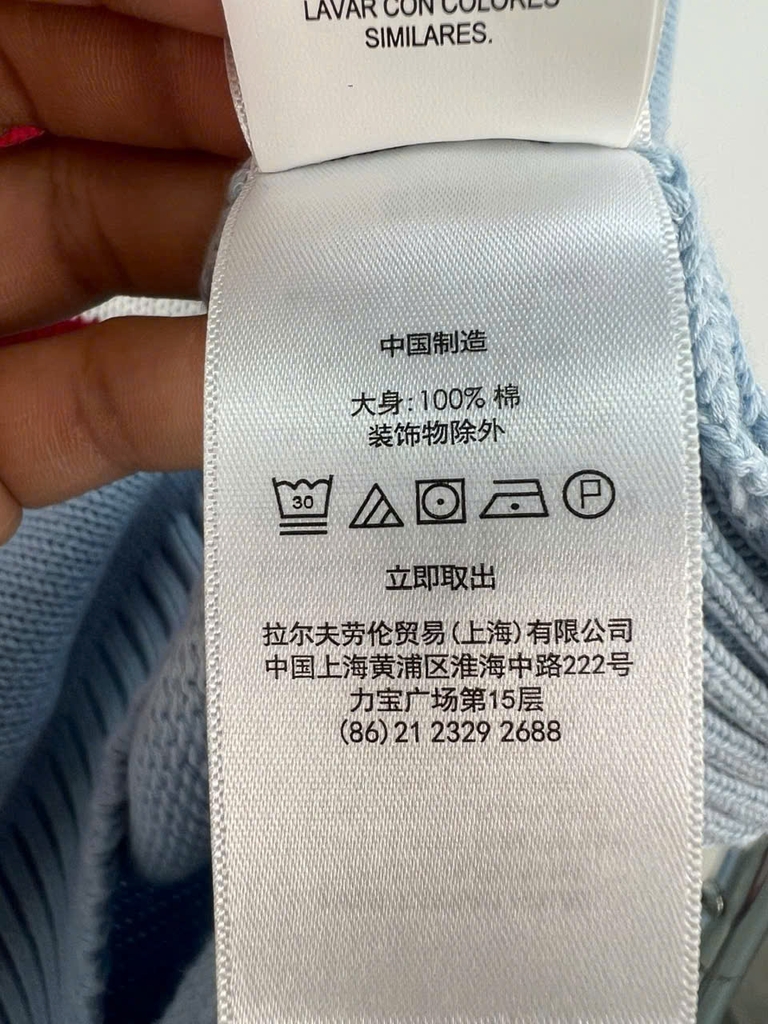 LAVAR CON COLORES
SIMILARES.
中国制造
大身:100% 棉
装饰物除外
30
P
立即取出
拉尔夫劳伦贸易(上海)有限公司
中国上海黄浦区淮海中路222号
力宝广场第15层
(86)21 2329 2688